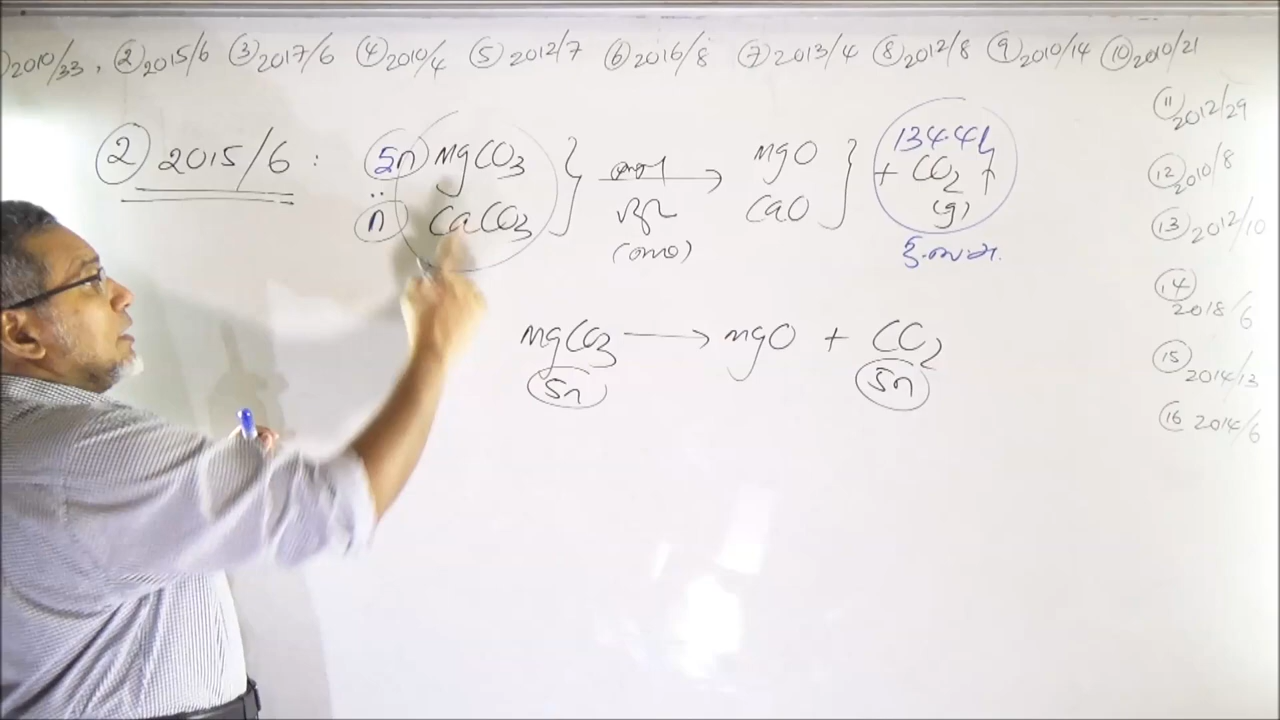 2010/33, ② 2015/6 ③ 2017/6 ④ 2010/4 ⑤ 2012/7 ⑥ 2016/8 ⑦ 2013/4 ⑧ 2012/8 ⑨ 2010/14 ⑩ 2010/21
② 2015/6 : 5n MgCO3 } → MgO } + CO2 ↑
n CaCO3 CaO (g)
MgCO3 → MgO + CO2
5n 5n
⑪ 2012/29
⑫ 2010/8
⑬ 2012/10
⑭ 2018/6
⑮ 2014/13
⑯ 2014/6